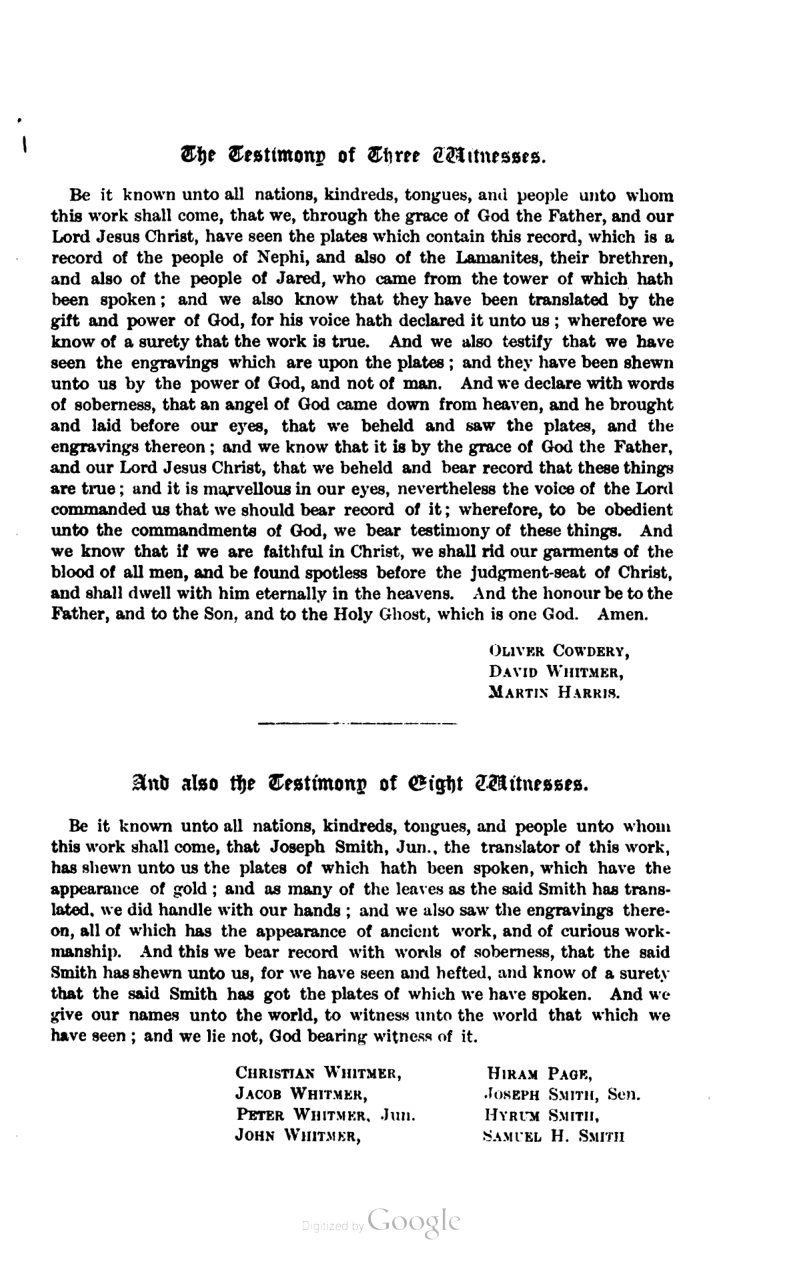 The Testimony of Three Witnesses.
Be it known unto all nations, kindreds, tongues, and people unto whom
this work shall come, that we, through the grace of God the Father, and our
Lord Jesus Christ, have seen the plates which contain this record, which is a
record of the people of Nephi, and also of the Lamanites, their brethren,
and also of the people of Jared, who came from the tower of which hath
been spoken; and we also know that they have been translated by the
gift and power of God, for his voice hath declared it unto us; wherefore we
know of a surety that the work is true. And we also testify that we have
seen the engravings which are upon the plates; and they have been shewn
unto us by the power of God, and not of man. And we declare with words
of soberness, that an angel of God came down from heaven, and he brought
and laid before our eyes, that we beheld and saw the plates, and the
engravings thereon; and we know that it is by the grace of God the Father,
and our Lord Jesus Christ, that we beheld and bear record that these things
are true; and it is marvellous in our eyes, nevertheless the voice of the Lord
commanded us that we should bear record of it; wherefore, to be obedient
unto the commandments of God, we bear testimony of these things. And
we know that if we are faithful in Christ, we shall rid our garments of the
blood of all men, and be found spotless before the judgment-seat of Christ,
and shall dwell with him eternally in the heavens. And the honour be to the
Father, and to the Son, and to the Holy Ghost, which is one God. Amen.
OLIVER COWDERY,
DAVID WHITMER,
MARTIN HARRIS.
And also the Testimony of Eight Witnesses.
Be it known unto all nations, kindreds, tongues, and people unto whom
this work shall come, that Joseph Smith, Jun., the translator of this work,
has shewn unto us the plates of which hath been spoken, which have the
appearance of gold; and as many of the leaves as the said Smith has trans-
lated, we did handle with our hands; and we also saw the engravings there-
on, all of which has the appearance of ancient work, and of curious work-
manship. And this we bear record with words of soberness, that the said
Smith has shewn unto us, for we have seen and hefted, and know of a surety
that the said Smith has got the plates of which we have spoken. And we
give our names unto the world, to witness unto the world that which we
have seen; and we lie not, God bearing witness of it.
CHRISTIAN WHITMER,
JACOB WHITMER,
PETER WHITMER, Jun.
JOHN WHITMER,
HIRAM PAGE,
JOSEPH SMITH, Sen.
HYRUM SMITH,
SAMUEL H. SMITH
Digitized by Google